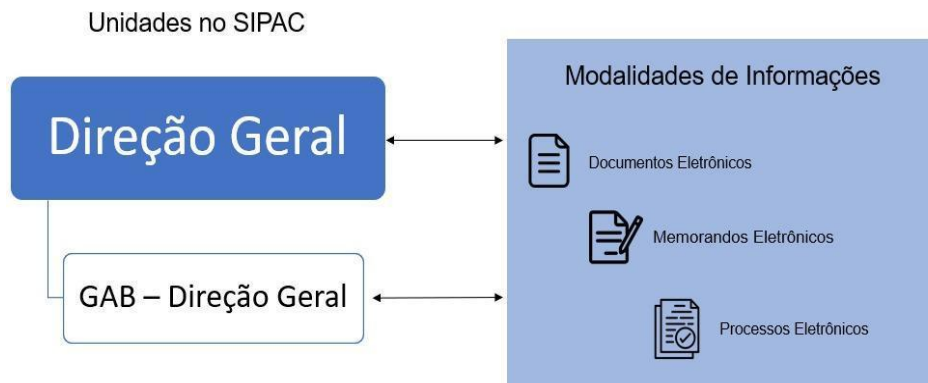 Unidades no SIPAC
Direção Geral
GAB – Direção Geral
Modalidades de Informações
Documentos Eletrônicos
Memorandos Eletrônicos
Processos Eletrônicos